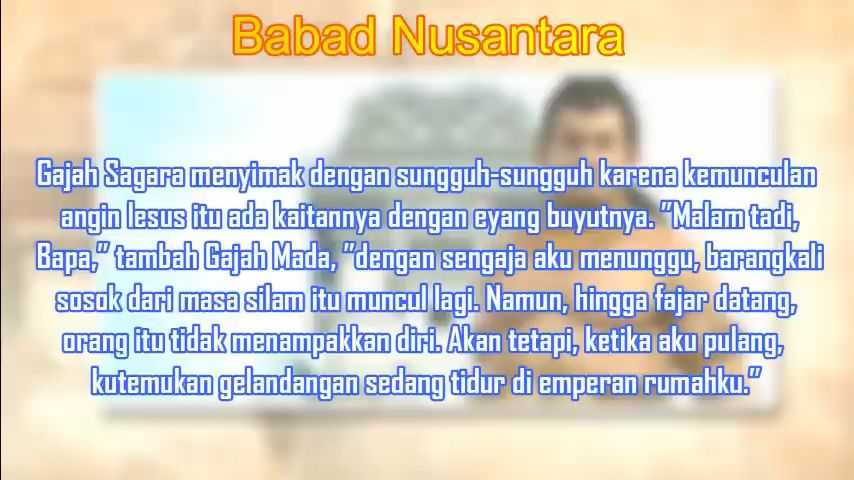 Babad Nusantara
Gajah Sagara menyimak dengan sungguh-sungguh karena kemunculan
angin lesus itu ada kaitannya dengan eyang buyutnya. ”Malam tadi,
Bapa,” tambah Gajah Mada, ”dengan sengaja aku menunggu, barangkali
sosok dari masa silam itu muncul lagi. Namun, hingga fajar datang,
orang itu tidak menampakkan diri. Akan tetapi, ketika aku pulang,
kutemukan gelandangan sedang tidur di emperan rumahku.”